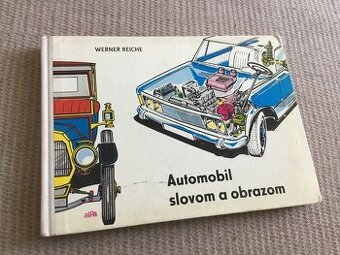 WERNER REICHE
Automobil
slovom a obrazom
alfa